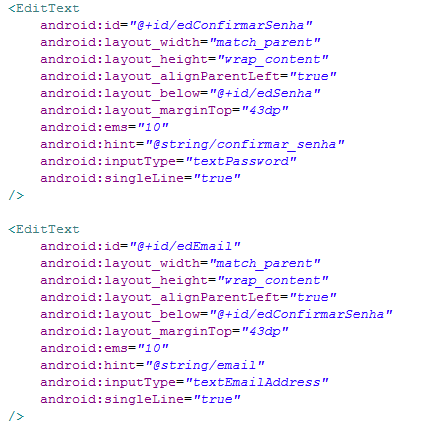 <EditText
android:id="@+id/edConfirmarSenha"
android:layout_width="match_parent"
android:layout_height="wrap_content"
android:layout_alignParentLeft="true"
android:layout_below="@+id/edSenha"
android:layout_marginTop="43dp"
android:ems="10"
android:hint="@string/confirmar_senha"
android:inputType="textPassword"
android:singleLine="true"
/>
<EditText
android:id="@+id/edEmail"
android:layout_width="match_parent"
android:layout_height="wrap_content"
android:layout_alignParentLeft="true"
android:layout_below="@+id/edConfirmarSenha"
android:layout_marginTop="43dp"
android:ems="10"
android:hint="@string/email"
android:inputType="textEmailAddress"
android:singleLine="true"
/>